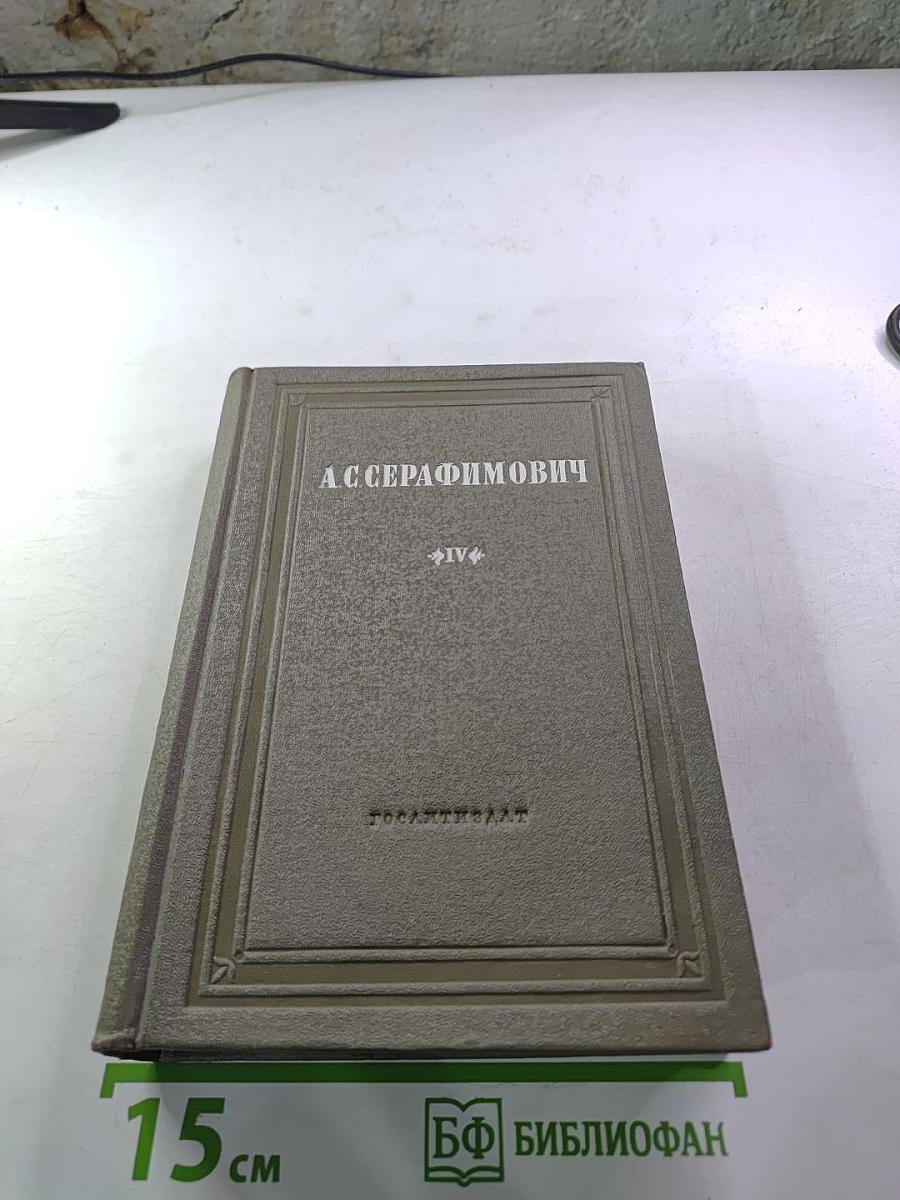 А.С.СЕРАФИМОВИЧ
IV
ГОСЛИТИЗДАТ
15 см
БФ БИБЛИОФАН